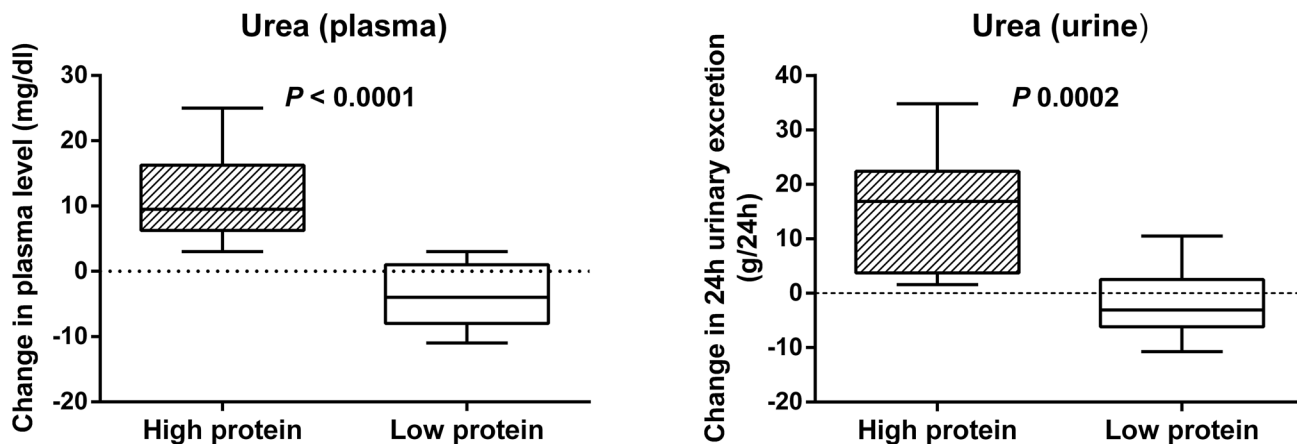 Urea (plasma)
Change in plasma level (mg/dl)
30
20
10
0
-10
-20
P < 0.0001
High protein
Low protein
Urea (urine)
Change in 24h urinary excretion
(g/24h)
40
30
20
10
0
-10
-20
P 0.0002
High protein
Low protein